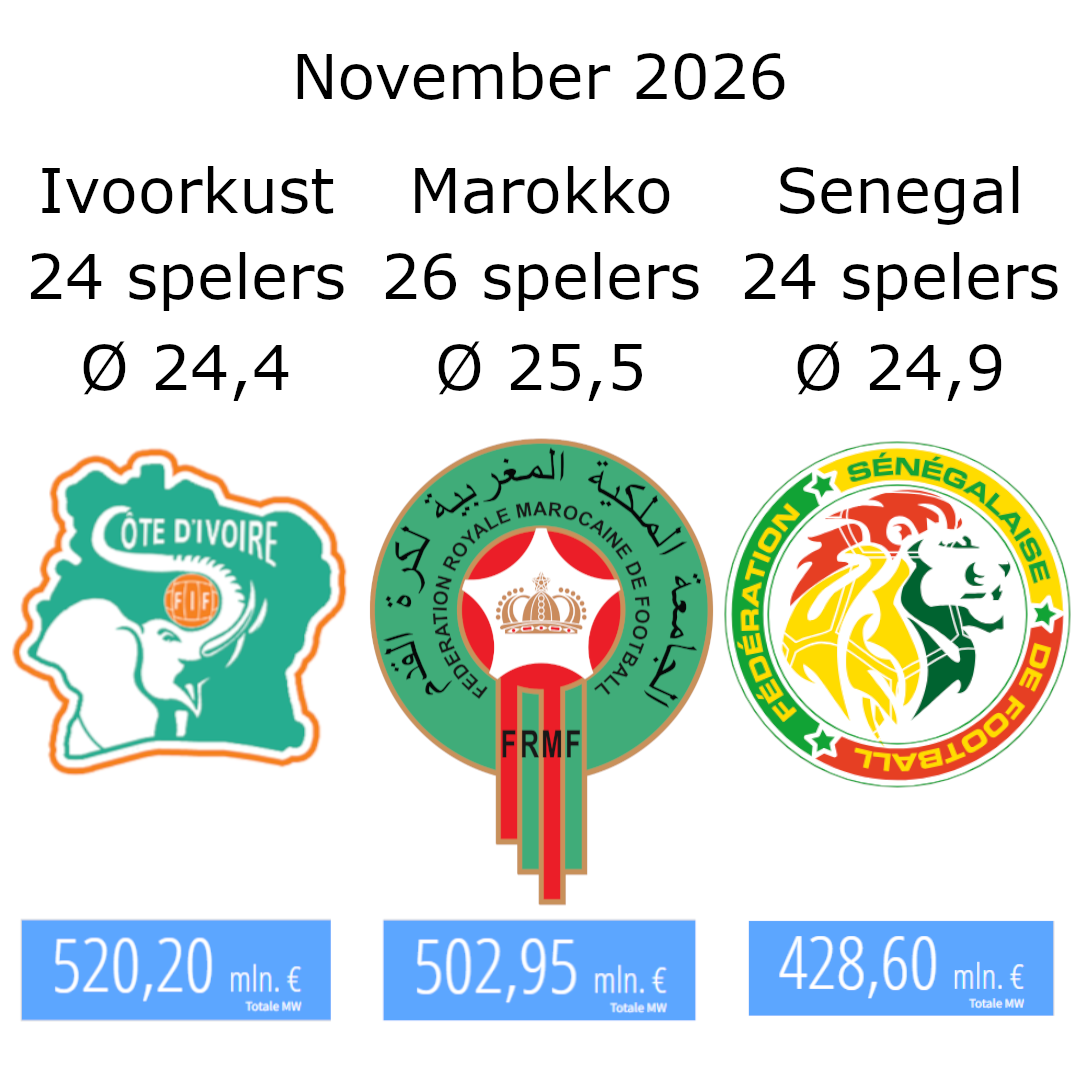 November 2026
Ivoorkust Marokko Senegal
24 spelers 26 spelers 24 spelers
Ø 24,4 Ø 25,5 Ø 24,9
CÔTE D'IVOIRE
FIF
الجامعة الملكية المغربية لكرة القدم
FEDERATION ROYALE MAROCAINE DE FOOTBALL
FRMF
FÉDÉRATION SÉNÉGALAISE DE FOOTBALL
520,20 mln. €
Totale MW
502,95 mln. €
Totale MW
428,60 mln. €
Totale MW